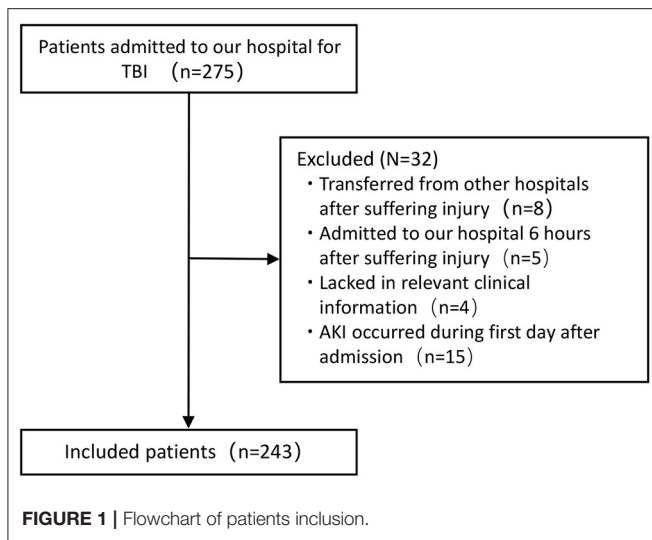 Patients admitted to our hospital for
TBI （n=275）
Excluded (N=32)
・Transferred from other hospitals
after suffering injury （n=8）
・Admitted to our hospital 6 hours
after suffering injury（n=5）
・Lacked in relevant clinical
information （n=4）
・AKI occurred during first day after
admission（n=15）
Included patients（n=243）
FIGURE 1 | Flowchart of patients inclusion.